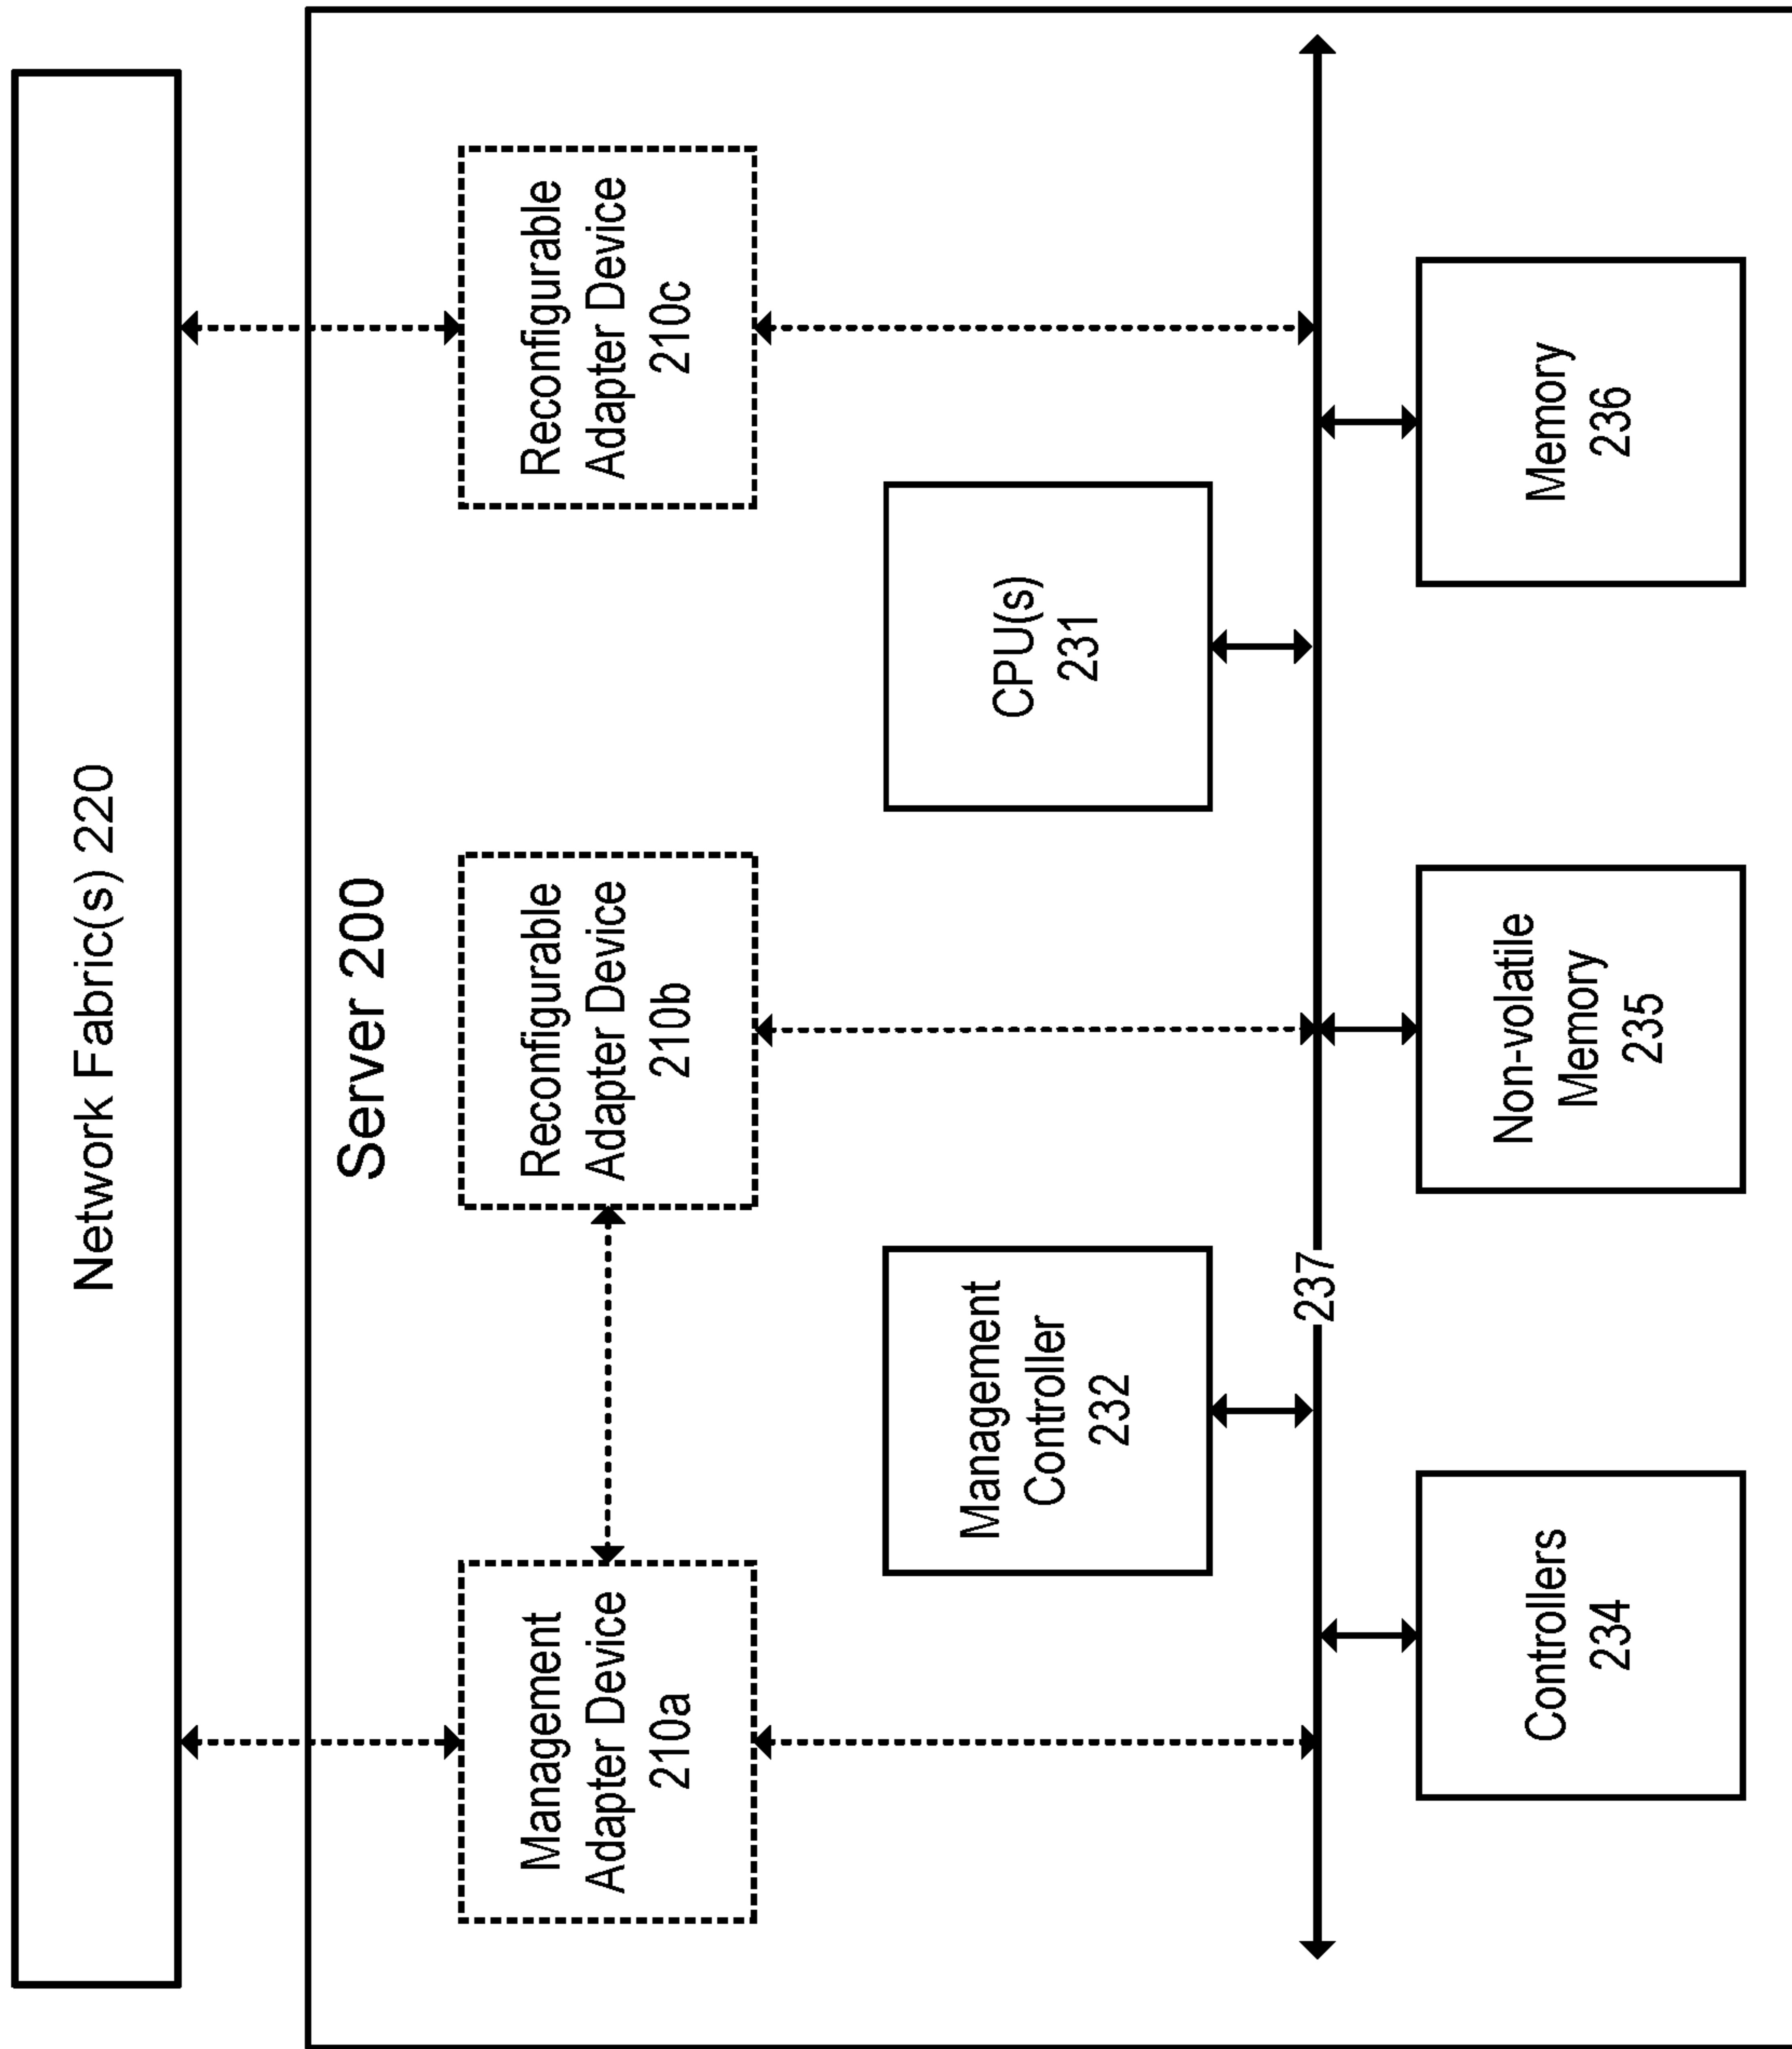 Network Fabric(s) 220
Server 200
Management
Adapter Device
210a
Reconfigurable
Adapter Device
210b
Reconfigurable
Adapter Device
210c
Management
Controller
232
CPU(s)
231
237
Controllers
234
Non-volatile
Memory
235
Memory
236